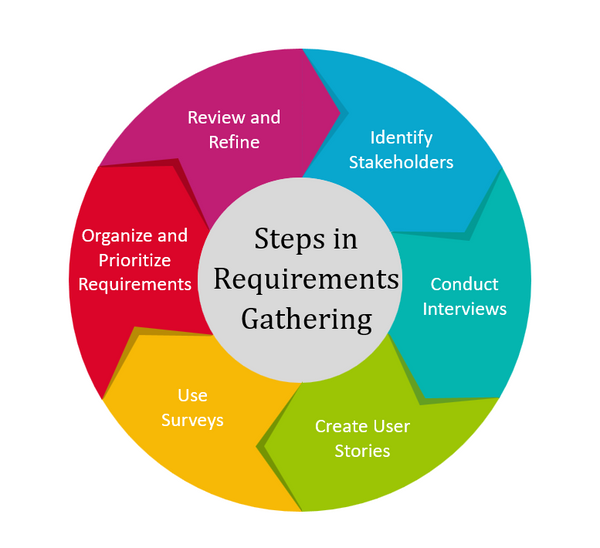 Steps in
Requirements
Gathering
Identify
Stakeholders
Conduct
Interviews
Create User
Stories
Use
Surveys
Organize and
Prioritize
Requirements
Review and
Refine